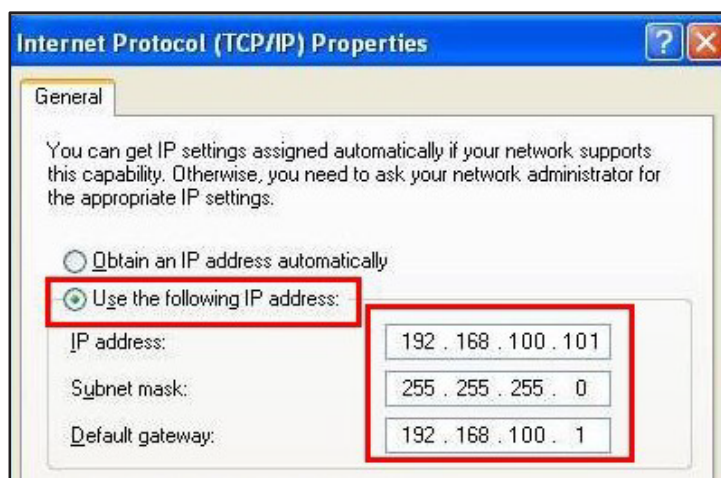 Internet Protocol (TCP/IP) Properties
General
You can get IP settings assigned automatically if your network supports
this capability. Otherwise, you need to ask your network administrator for
the appropriate IP settings.
Obtain an IP address automatically
Use the following IP address:
IP address: 192 . 168 . 100 . 101
Subnet mask: 255 . 255 . 255 . 0
Default gateway: 192 . 168 . 100 . 1